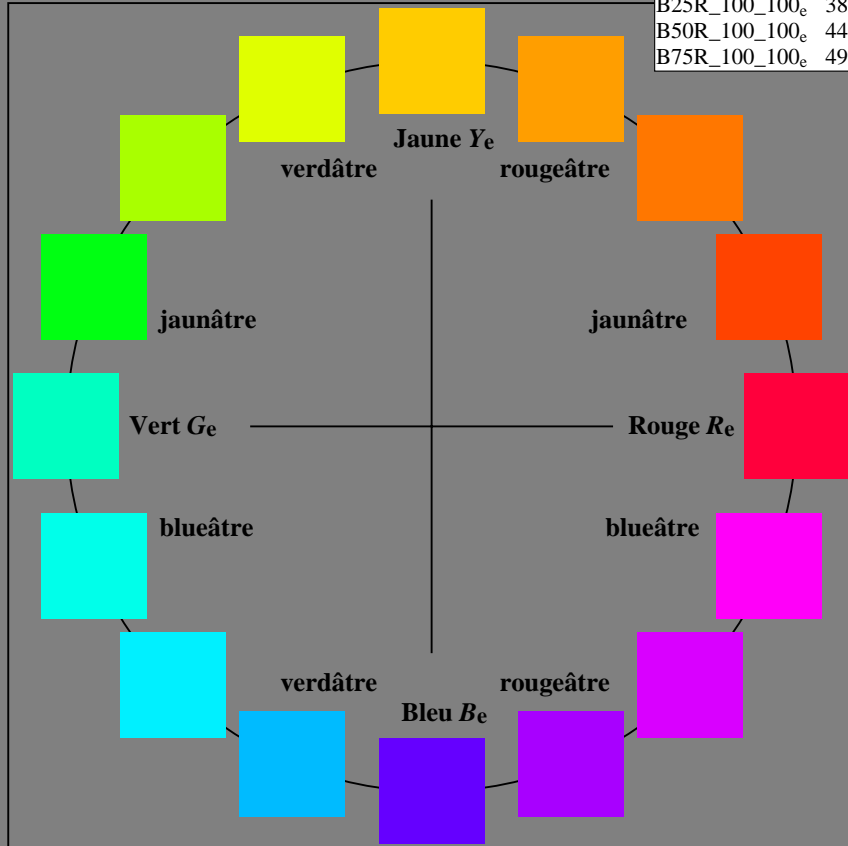 B25R_100_100e 38
B50R_100_100e 44
B75R_100_100e 49
Jaune Ye
verdâtre rougeâtre
jaunâtre jaunâtre
Vert Ge Rouge Re
blueâtre blueâtre
verdâtre rougeâtre
Bleu Be